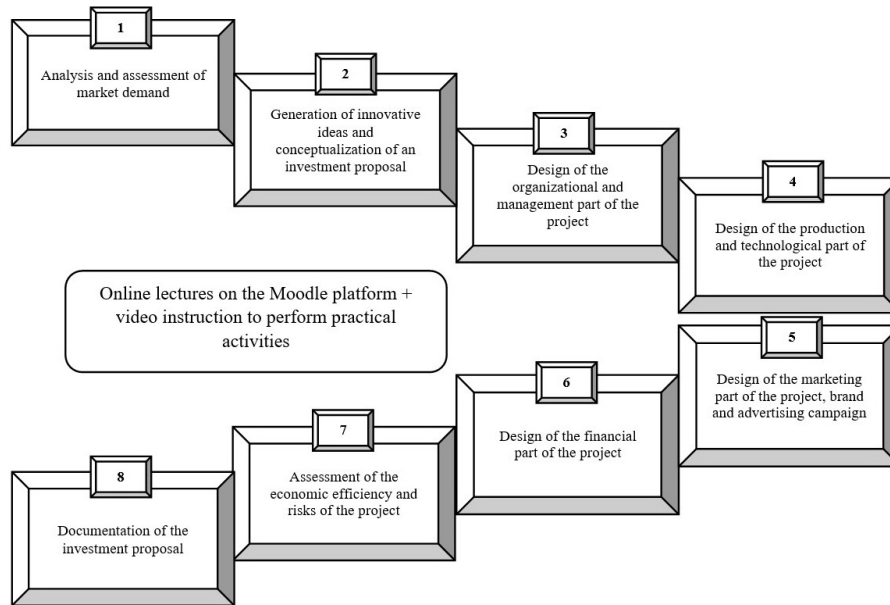 1
Analysis and assessment of
market demand
2
Generation of innovative
ideas and
conceptualization of an
investment proposal
3
Design of the
organizational and
management part of the
project
4
Design of the production
and technological part of
the project
Online lectures on the Moodle platform +
video instruction to perform practical
activities
5
Design of the marketing
part of the project, brand
and advertising campaign
6
Design of the financial
part of the project
7
Assessment of the
economic efficiency and
risks of the project
8
Documentation of the
investment proposal